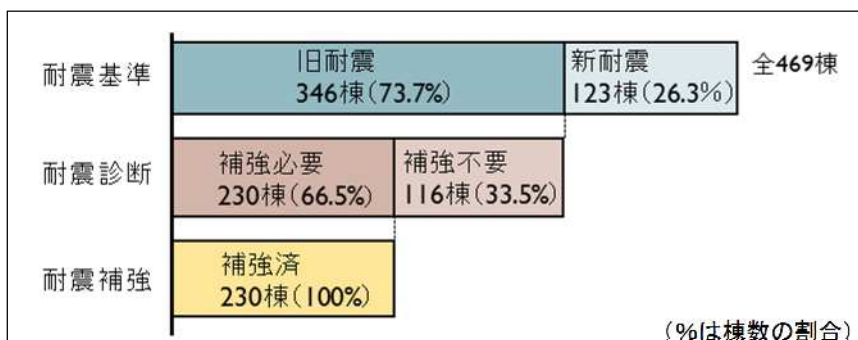 耐震基準
旧耐震
346棟(73.7%)
新耐震
123棟(26.3%)
全469棟
耐震診断
補強必要
230棟(66.5%)
補強不要
116棟(33.5%)
耐震補強
補強済
230棟(100%)
(%は棟数の割合)